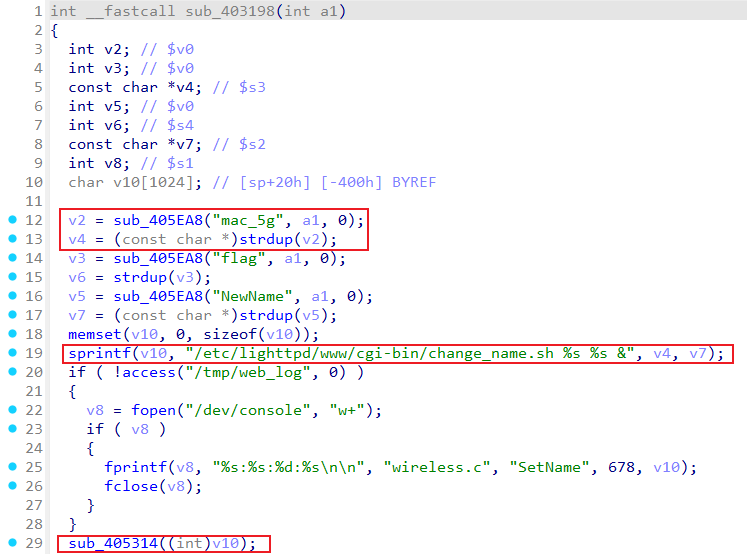 1 int __fastcall sub_403198(int a1)
2 {
3 int v2; // $v0
4 int v3; // $v0
5 const char *v4; // $s3
6 int v5; // $v0
7 int v6; // $s4
8 const char *v7; // $s2
9 int v8; // $s1
10 char v10[1024]; // [sp+20h] [-400h] BYREF
11
12 v2 = sub_405EA8("mac_5g", a1, 0);
13 v4 = (const char *)strdup(v2);
14 v3 = sub_405EA8("flag", a1, 0);
15 v6 = strdup(v3);
16 v5 = sub_405EA8("NewName", a1, 0);
17 v7 = (const char *)strdup(v5);
18 memset(v10, 0, sizeof(v10));
19 sprintf(v10, "/etc/lighttpd/www/cgi-bin/change_name.sh %s %s &", v4, v7);
20 if ( !access("/tmp/web_log", 0) )
21 {
22 v8 = fopen("/dev/console", "w+");
23 if ( v8 )
24 {
25 fprintf(v8, "%s:%s:%d:%s\n\n", "wireless.c", "SetName", 678, v10);
26 fclose(v8);
27 }
28 }
29 sub_405314((int)v10);